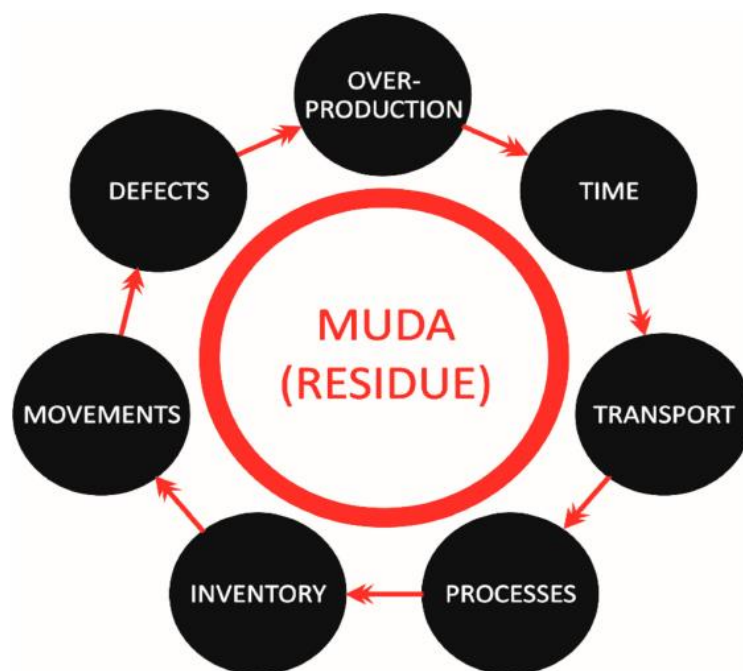 OVER-
PRODUCTION
TIME
TRANSPORT
PROCESSES
INVENTORY
MOVEMENTS
DEFECTS
MUDA
(RESIDUE)